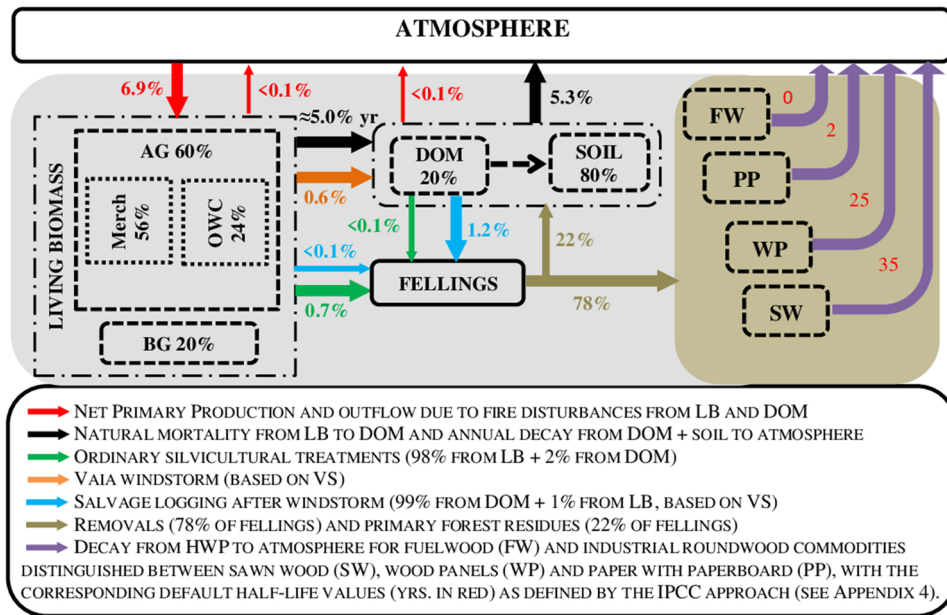 ATMOSPHERE
6.9%
<0.1%
<0.1%
5.3%
0
2
25
35
≈5.0% yr
LIVING BIOMASS
AG 60%
Merch
56%
OWC
24%
BG 20%
0.6%
<0.1%
0.7%
DOM
20%
SOIL
80%
<0.1%
1.2%
22%
FELLINGS
78%
FW
PP
WP
SW
NET PRIMARY PRODUCTION AND OUTFLOW DUE TO FIRE DISTURBANCES FROM LB AND DOM
NATURAL MORTALITY FROM LB TO DOM AND ANNUAL DECAY FROM DOM + SOIL TO ATMOSPHERE
ORDINARY SILVICULTURAL TREATMENTS (98% FROM LB + 2% FROM DOM)
VAIA WINDSTORM (BASED ON VS)
SALVAGE LOGGING AFTER WINDSTORM (99% FROM DOM + 1% FROM LB, BASED ON VS)
REMOVALS (78% OF FELLINGS) AND PRIMARY FOREST RESIDUES (22% OF FELLINGS)
DECAY FROM HWP TO ATMOSPHERE FOR FUELWOOD (FW) AND INDUSTRIAL ROUNDWOOD COMMODITIES
DISTINGUISHED BETWEEN SAWN WOOD (SW), WOOD PANELS (WP) AND PAPER WITH PAPERBOARD (PP), WITH THE
CORRESPONDING DEFAULT HALF-LIFE VALUES (YRS. IN RED) AS DEFINED BY THE IPCC APPROACH (SEE APPENDIX 4).